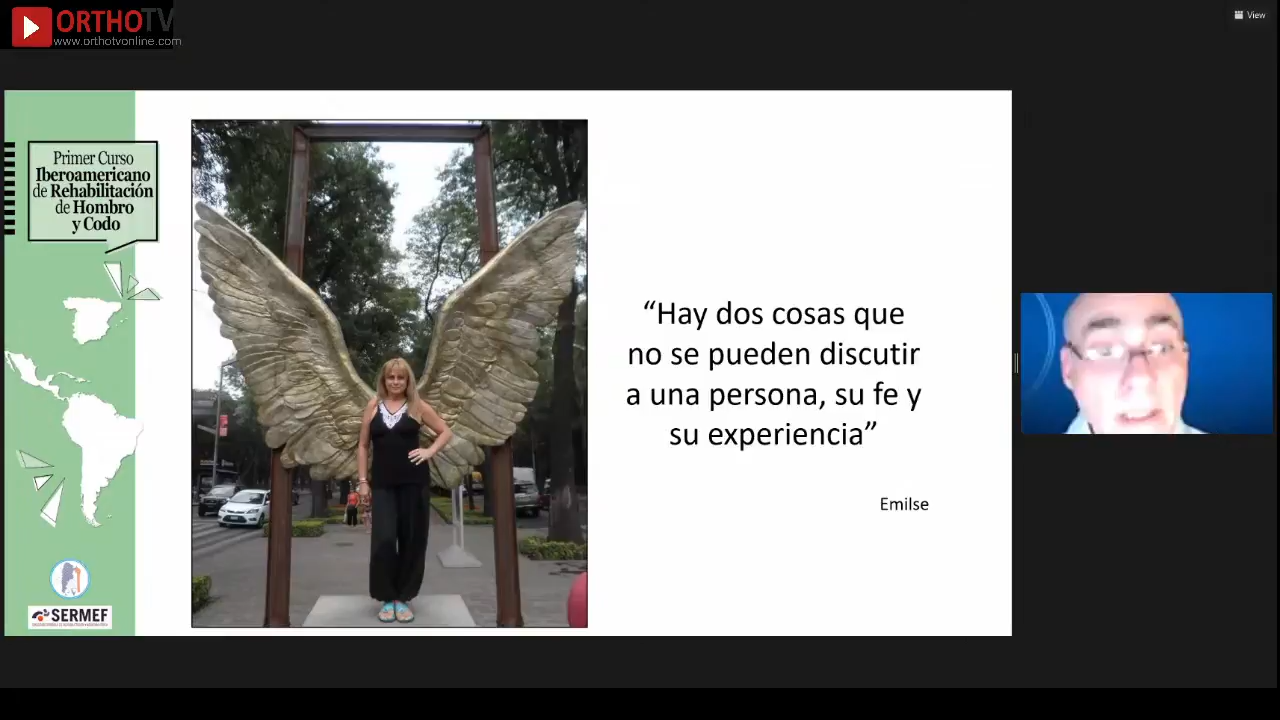 ORTHOTV
www.orthotvonline.com
View
Primer Curso
Iberoamericano
de Rehabilitación
de Hombro
y Codo
“Hay dos cosas que
no se pueden discutir
a una persona, su fe y
su experiencia”
Emilse
SERMEF